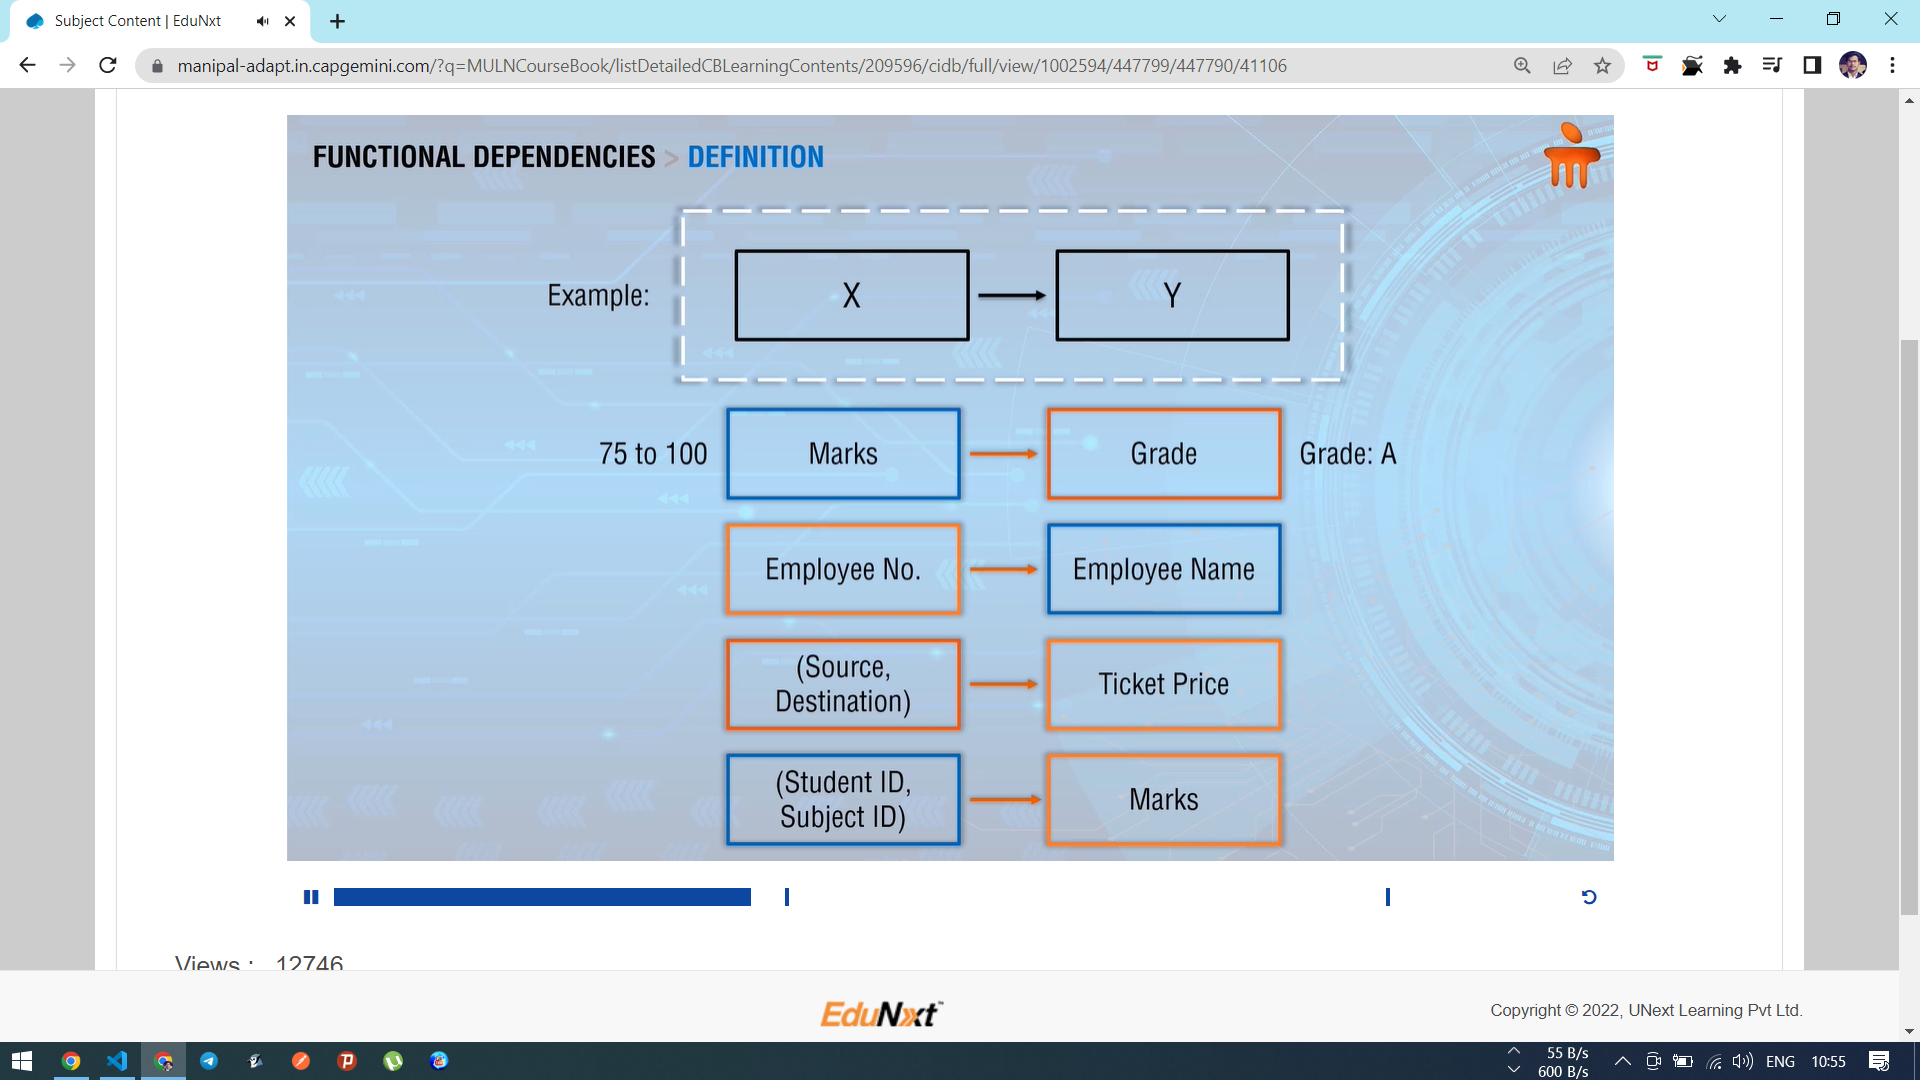 Subject Content | EduNxt
manipal-adapt.in.capgemini.com/?q=MULNCourseBook/listDetailedCBLearningContents/209596/cidb/full/view/1002594/447799/447790/41106
FUNCTIONAL DEPENDENCIES > DEFINITION
Example:
X
Y
75 to 100
Marks
Grade
Grade: A
Employee No.
Employee Name
(Source,
Destination)
Ticket Price
(Student ID,
Subject ID)
Marks
Views : 12746
EduNxt
Copyright © 2022, UNext Learning Pvt Ltd.
55 B/s
600 B/s
ENG
10:55